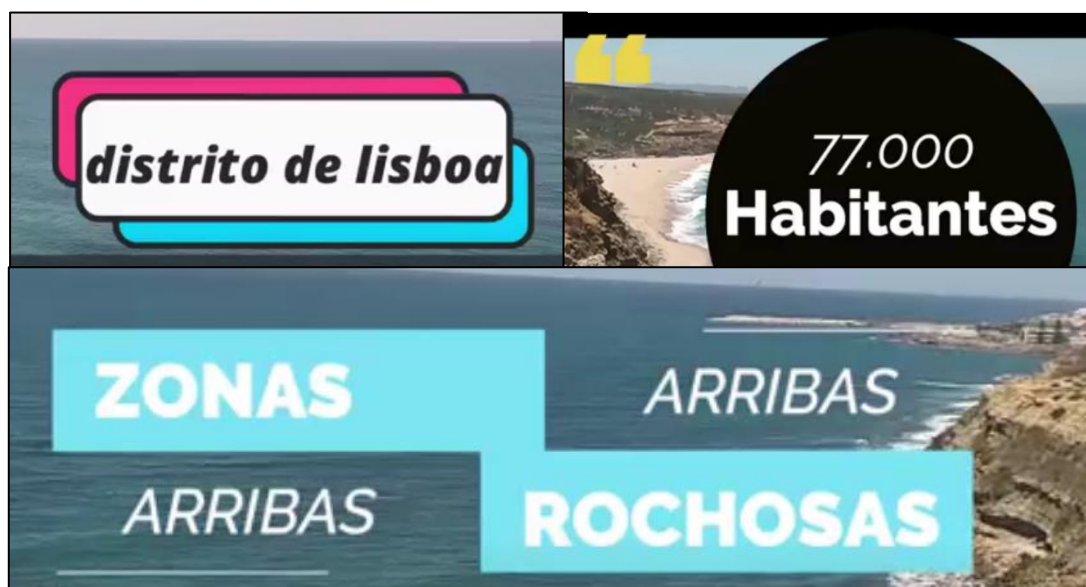 distrito de lisboa
77.000
Habitantes
ZONAS
ARRIBAS
ARRIBAS
ROCHOSAS